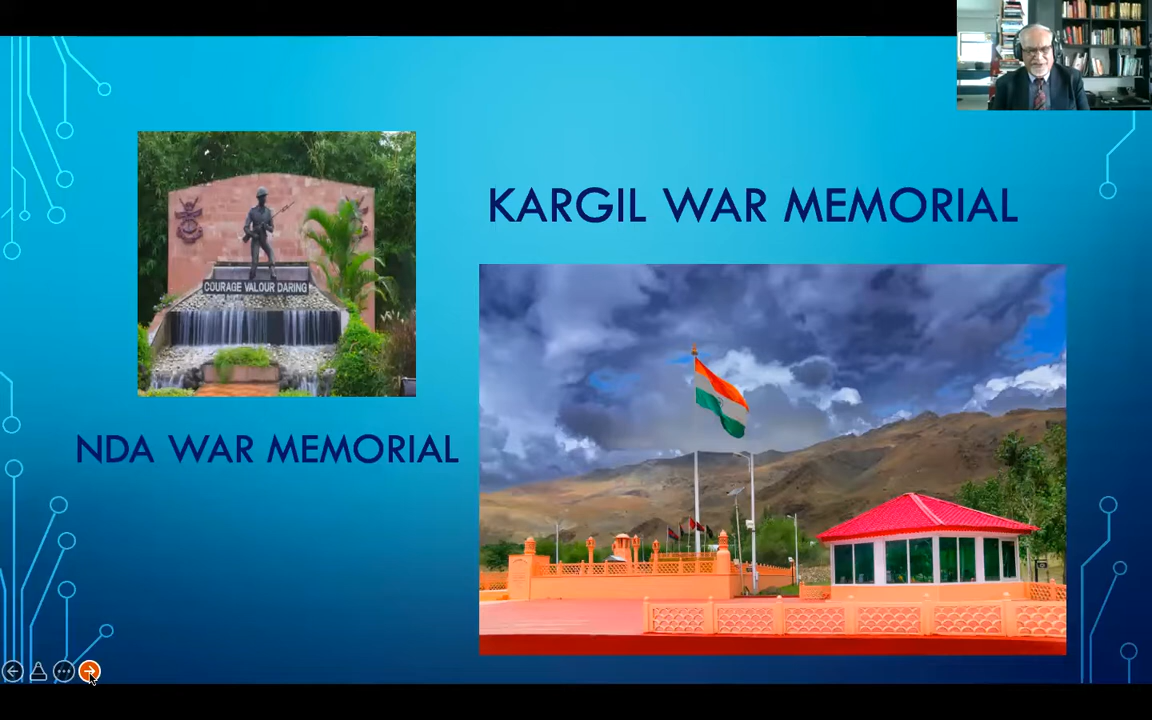 KARGIL WAR MEMORIAL
COURAGE VALOUR DARING
NDA WAR MEMORIAL